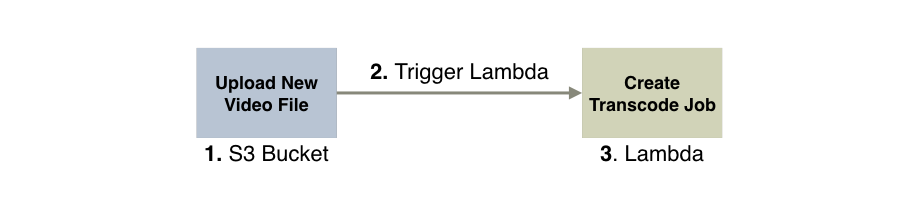 Upload New
Video File
2. Trigger Lambda
Create
Transcode Job
1. S3 Bucket
3. Lambda